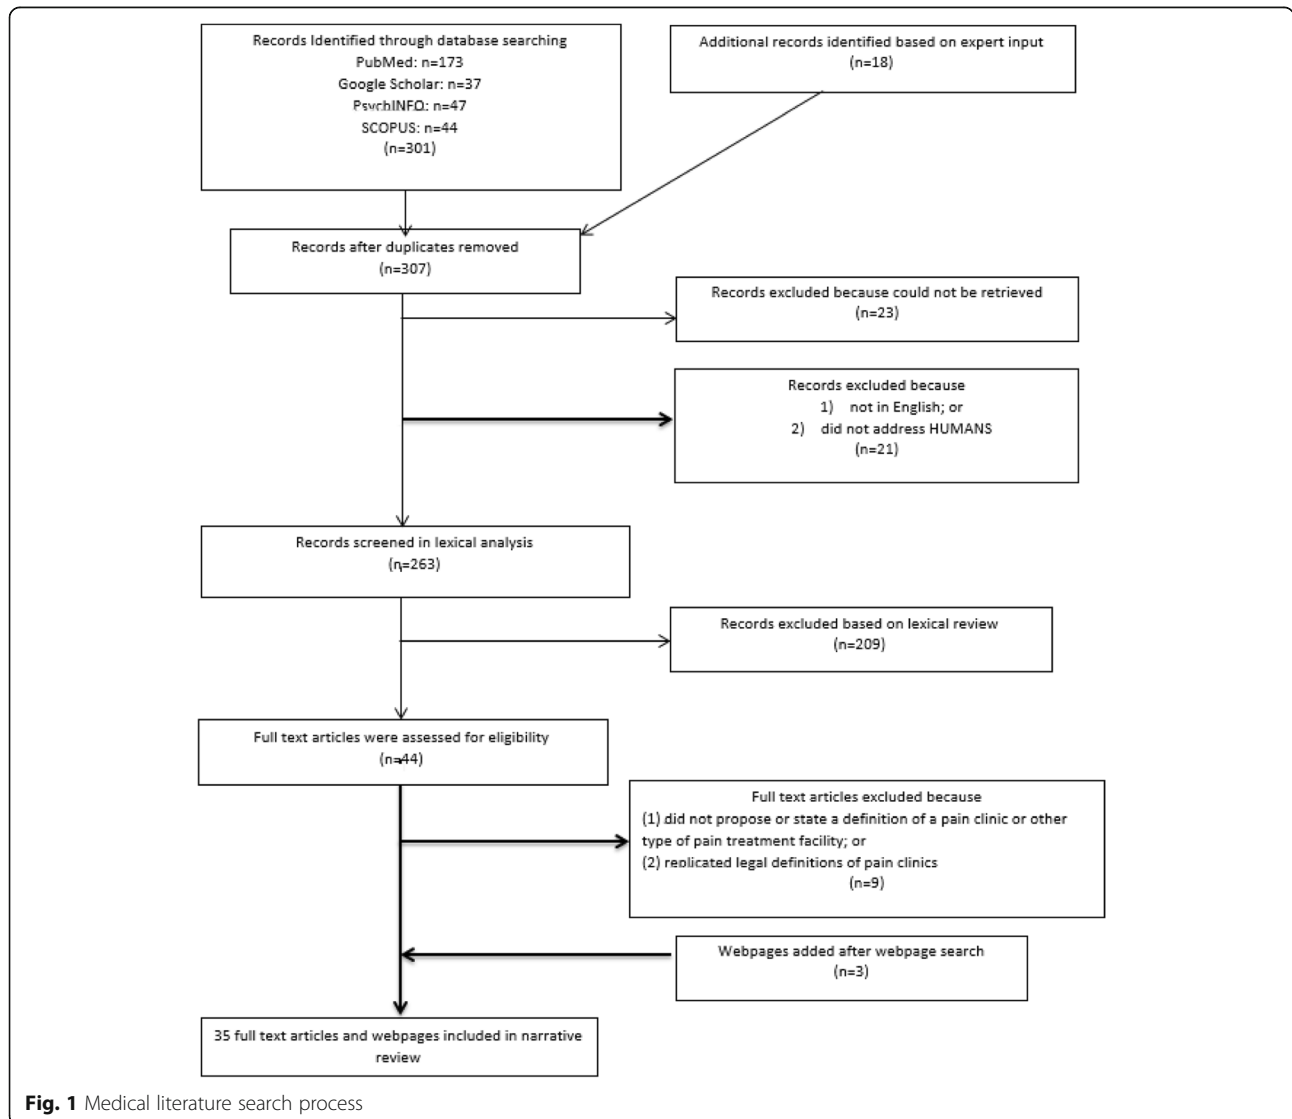 Records Identified through database searching
PubMed: n=173
Google Scholar: n=37
PsychINFO: n=47
SCOPUS: n=44
(n=301)
Additional records identified based on expert input
(n=18)
Records after duplicates removed
(n=307)
Records excluded because could not be retrieved
(n=23)
Records excluded because
1) not in English; or
2) did not address HUMANS
(n=21)
Records screened in lexical analysis
(n=263)
Records excluded based on lexical review
(n=209)
Full text articles were assessed for eligibility
(n=44)
Full text articles excluded because
(1) did not propose or state a definition of a pain clinic or other
type of pain treatment facility; or
(2) replicated legal definitions of pain clinics
(n=9)
Webpages added after webpage search
(n=3)
35 full text articles and webpages included in narrative
review
Fig. 1 Medical literature search process